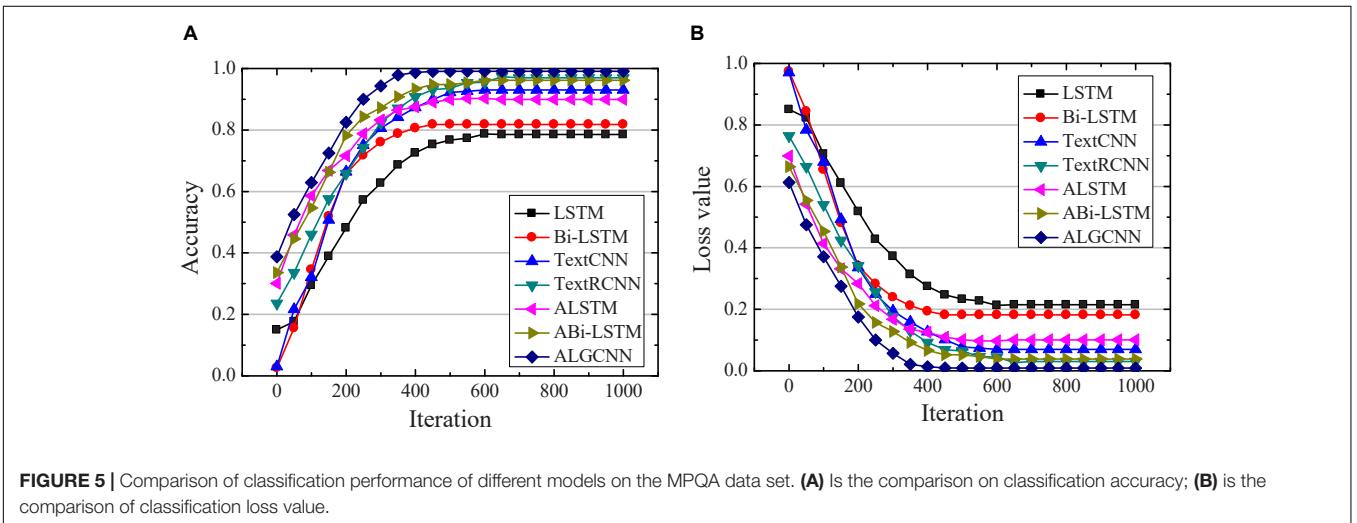 A
1.0
0.8
0.6
0.4
0.2
0.0
Accuracy
0
200
400
600
800
1000
Iteration
LSTM
Bi-LSTM
TextCNN
TextRCNN
ALSTM
ABi-LSTM
ALGCNN
B
1.0
0.8
0.6
0.4
0.2
0.0
Loss value
0
200
400
600
800
1000
Iteration
LSTM
Bi-LSTM
TextCNN
TextRCNN
ALSTM
ABi-LSTM
ALGCNN
FIGURE 5 | Comparison of classification performance of different models on the MPQA data set. (A) Is the comparison on classification accuracy; (B) is the
comparison of classification loss value.